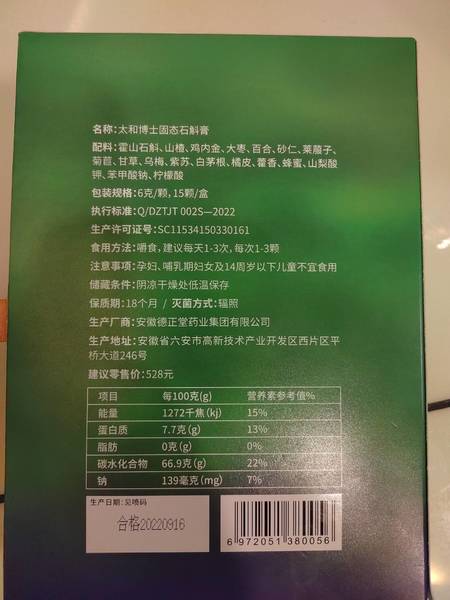 名称:太和博士固态石斛膏
配料:霍山石斛、山楂、鸡内金、大枣、百合、砂仁、莱菔子、
菊苣、甘草、乌梅、紫苏、白茅根、橘皮、藿香、蜂蜜、山梨酸
钾、苯甲酸钠、柠檬酸
包装规格:6克/颗,15颗/盒
执行标准:Q/DZTJT 002S—2022
生产许可证号:SC11534150330161
食用方法:嚼食,建议每天1-3次,每次1-3颗
注意事项:孕妇、哺乳期妇女及14周岁以下儿童不宜食用
储藏条件:阴凉干燥处低温保存
保质期:18个月 / 灭菌方式:辐照
生产厂商:安徽德正堂药业集团有限公司
生产地址:安徽省六安市高新技术产业开发区西片区平
桥大道246号
建议零售价:528元
项目 每100克(g) 营养素参考值%
能量 1272千焦(kj) 15%
蛋白质 7.7克(g) 13%
脂肪 0克(g) 0%
碳水化合物 66.9克(g) 22%
钠 139毫克(mg) 7%
生产日期:见喷码
合格20220916
6 972051 380056